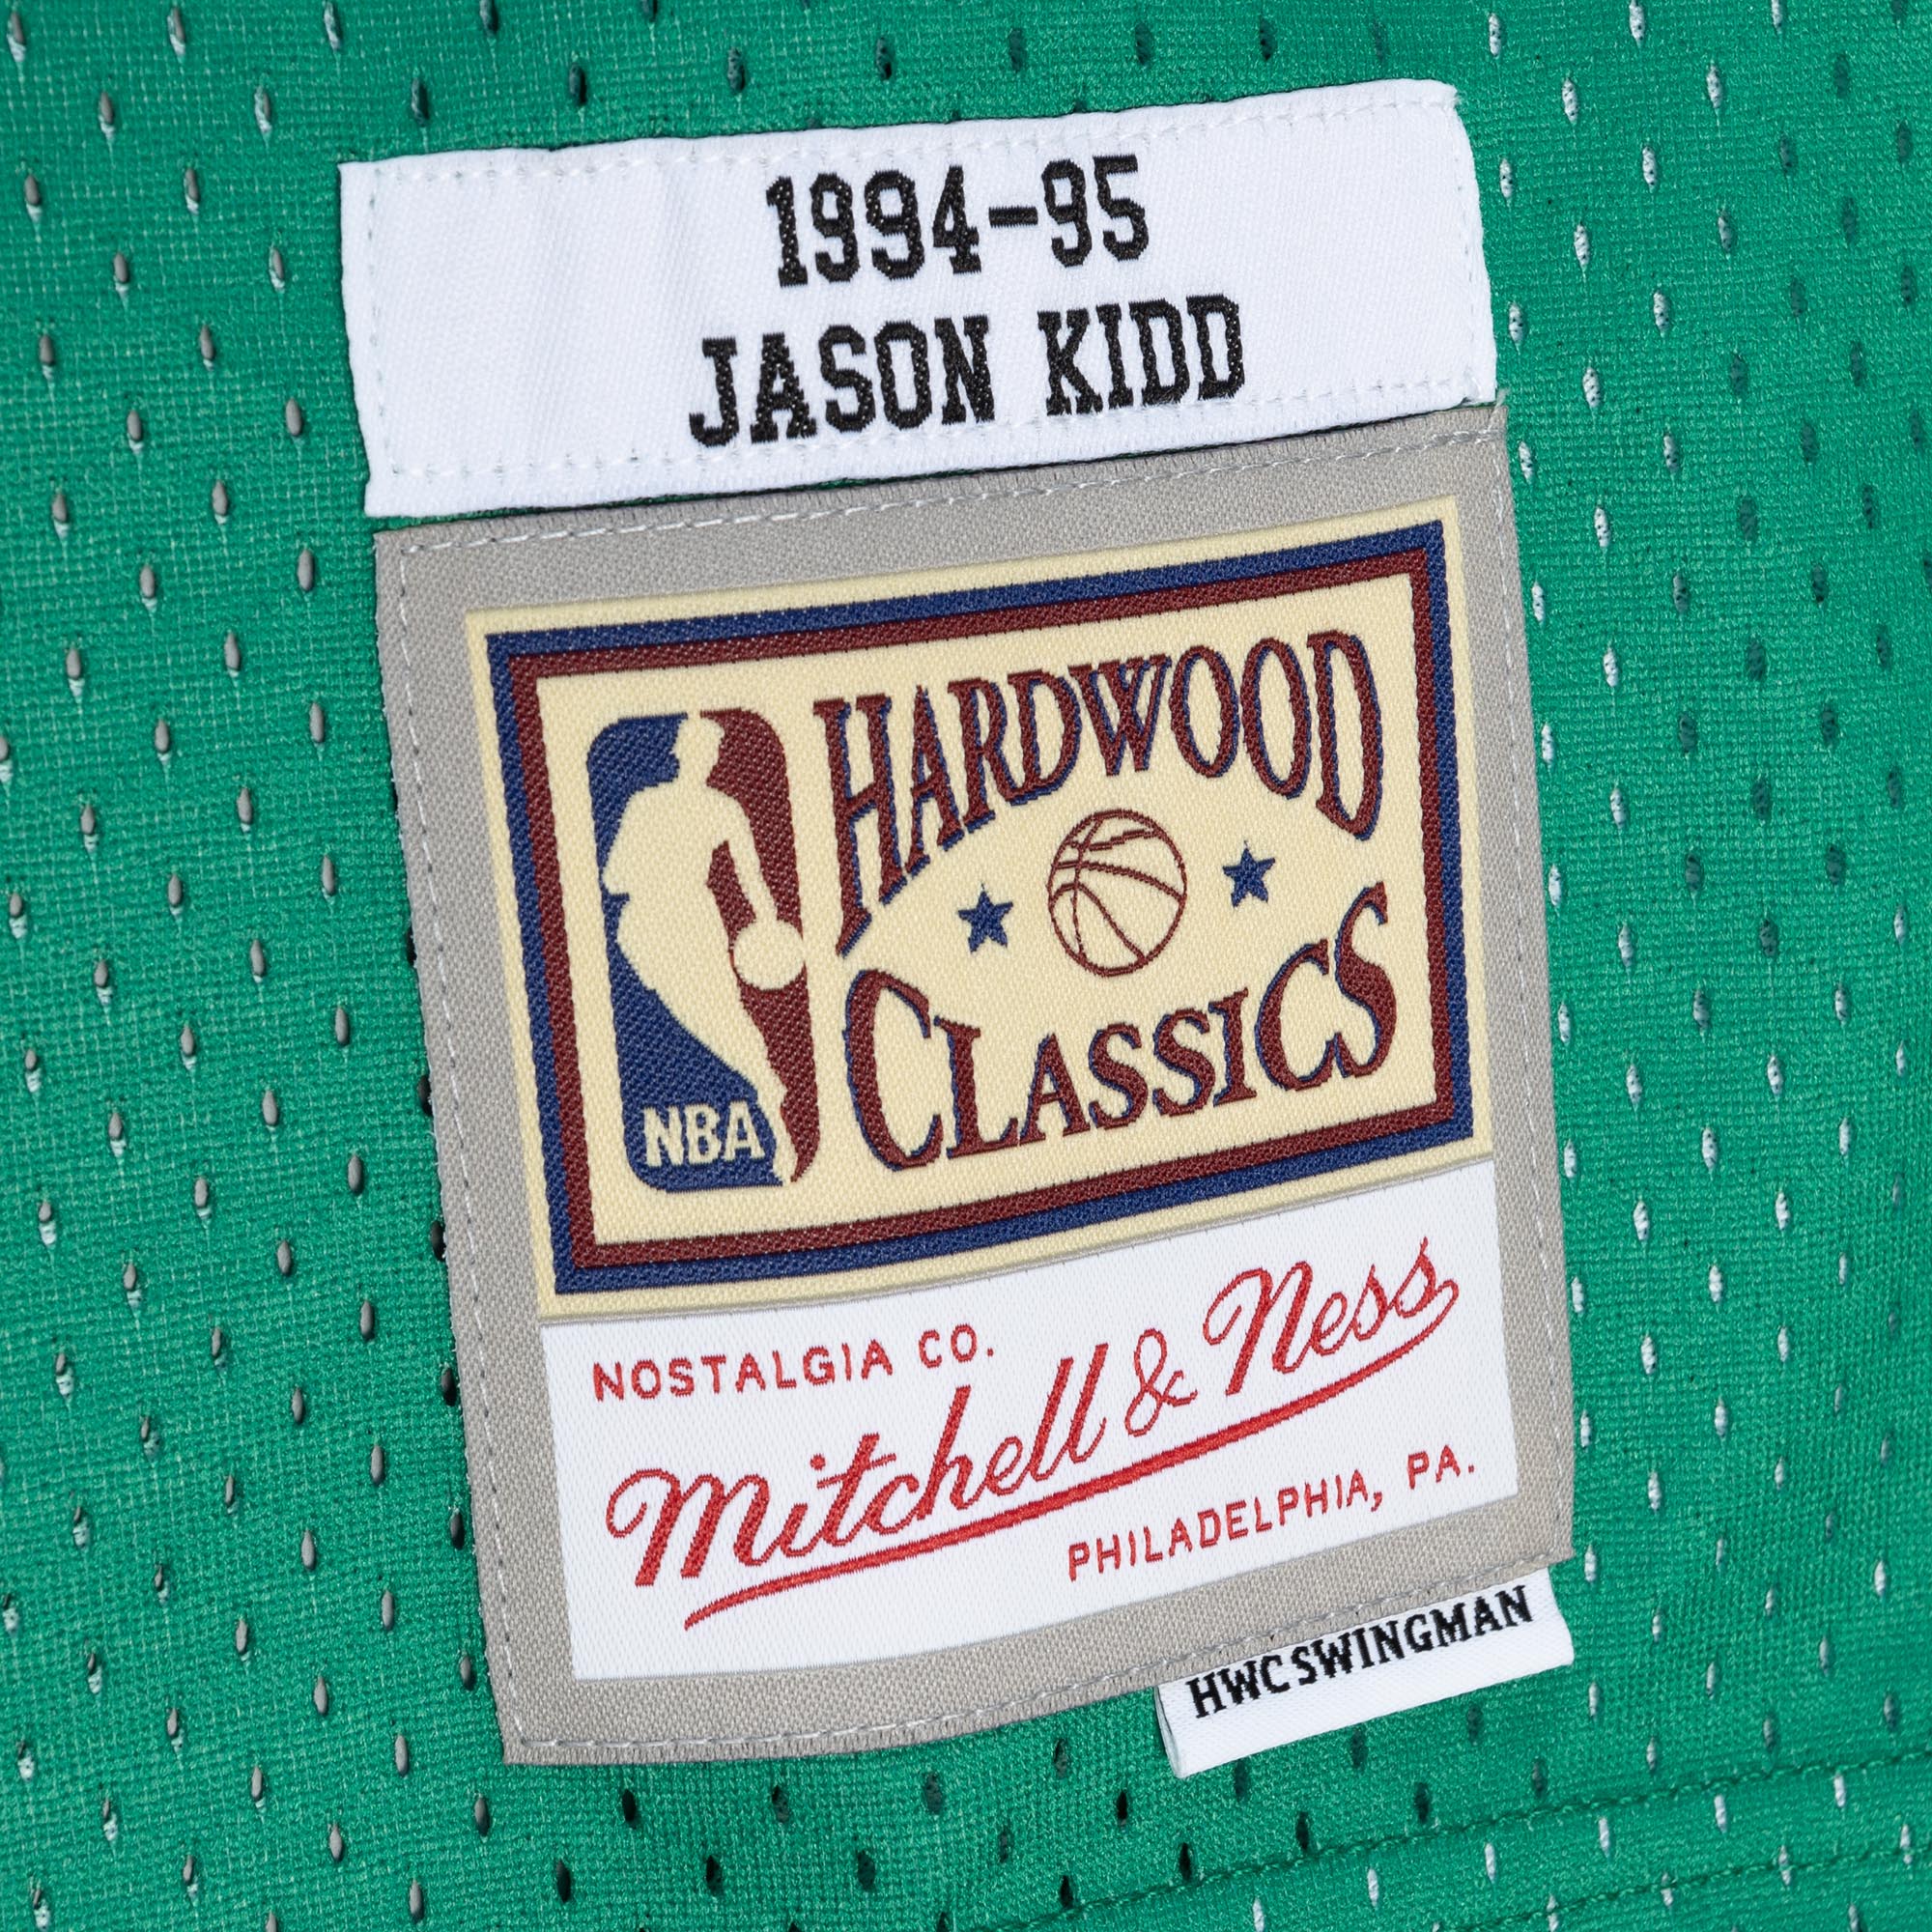 1994-95
JASON KIDD
HARDWOOD
CLASSICS
NBA
NOSTALGIA CO.
Mitchell & Ness
PHILADELPHIA, PA.
HWC SWINGMAN